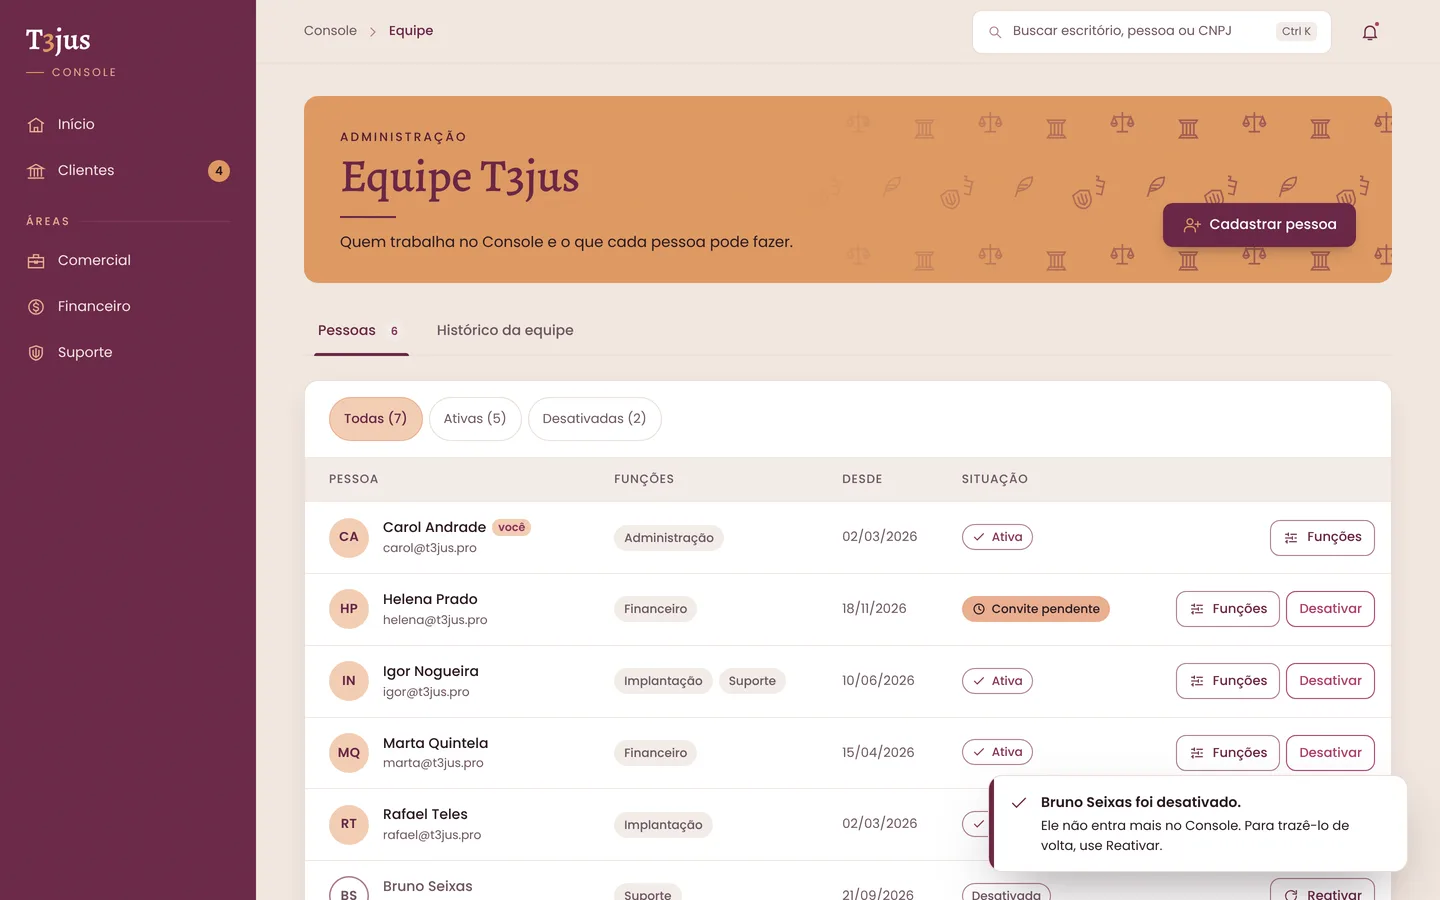 T3jus
CONSOLE
Início
Clientes 4
ÁREAS
Comercial
Financeiro
Suporte
Console > Equipe
Buscar escritório, pessoa ou CNPJ Ctrl K
ADMINISTRAÇÃO
Equipe T3jus
Quem trabalha no Console e o que cada pessoa pode fazer.
Cadastrar pessoa
Pessoas 6 Histórico da equipe
Todas (7) Ativas (5) Desativadas (2)
PESSOA FUNÇÕES DESDE SITUAÇÃO
CA Carol Andrade você Administração 02/03/2026 Ativa Funções
carol@t3jus.pro
HP Helena Prado Financeiro 18/11/2026 Convite pendente Funções Desativar
helena@t3jus.pro
IN Igor Nogueira Implantação Suporte 10/06/2026 Ativa Funções Desativar
igor@t3jus.pro
MQ Marta Quintela Financeiro 15/04/2026 Ativa Funções Desativar
marta@t3jus.pro
RT Rafael Teles Implantação 02/03/2026
rafael@t3jus.pro
Bruno Seixas foi desativado.
Ele não entra mais no Console. Para trazê-lo de
volta, use Reativar.
BS Bruno Seixas Suporte 21/09/2026 Desativada Reativar